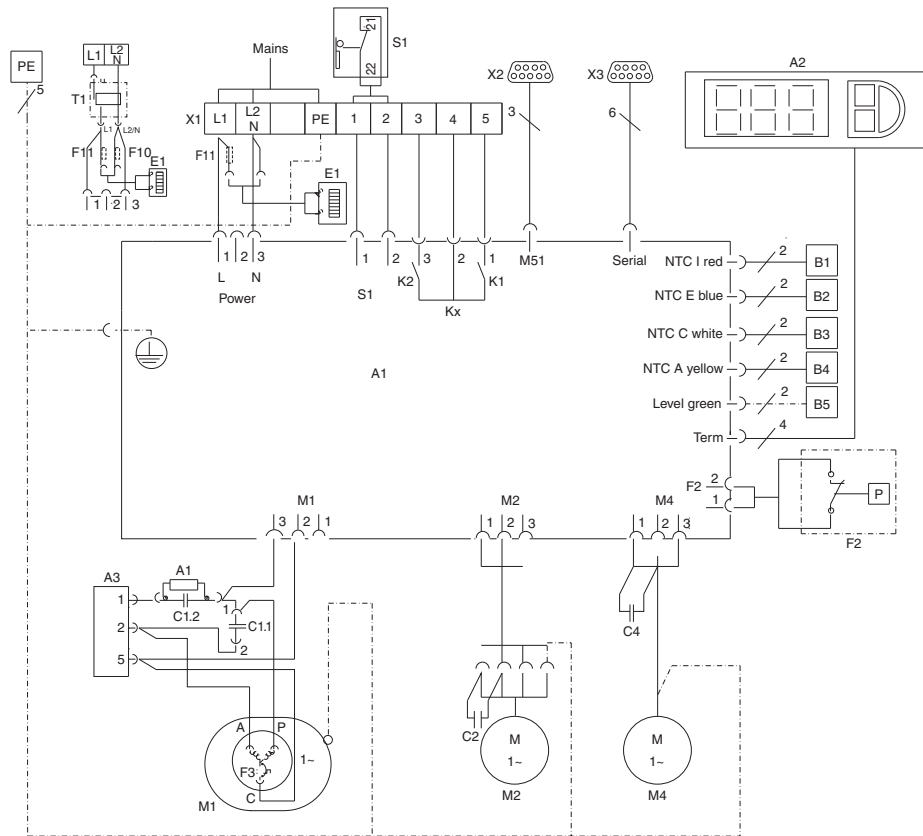 21
S1
22
PE
5
L1
L2
N
T1
L1
L2/N
F11
F10
E1
1 2 3
Mains
X1
L1
L2
N
PE
1
2
3
4
5
F11
E1
X2
3
X3
6
A2
1 2 3
L N
Power
1 2
S1
3 2 1
K2 K1
Kx
M51
Serial
NTC I red
2
B1
NTC E blue
2
B2
NTC C white
2
B3
NTC A yellow
2
B4
Level green
2
B5
Term
4
A1
F2
2
1
P
F2
M1
3 2 1
M2
1 2 3
M4
1 2 3
A3
1
2
5
A1
C1.2
1
C1.1
2
C4
A P
F3
C
1~
M1
C2
M
1~
M2
M
1~
M4